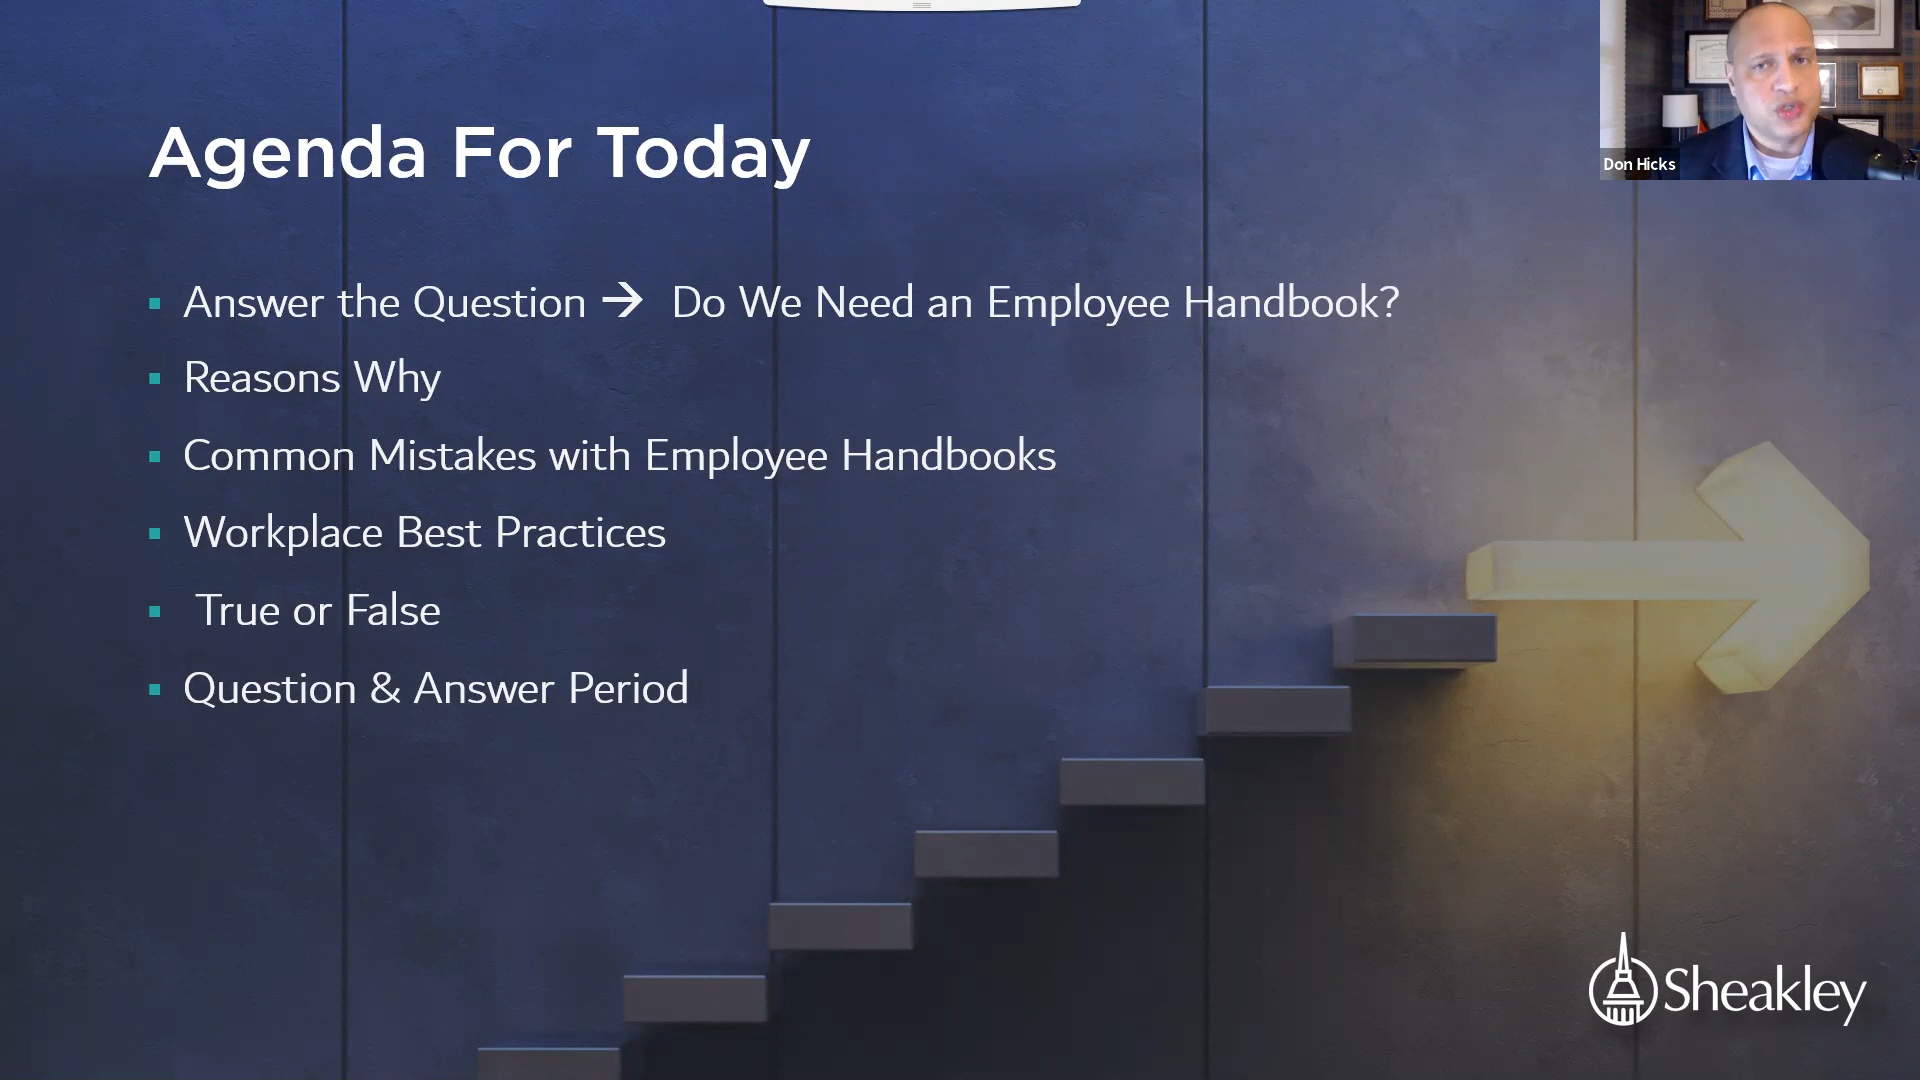 Agenda For Today
Don Hicks
▪ Answer the Question → Do We Need an Employee Handbook?
▪ Reasons Why
▪ Common Mistakes with Employee Handbooks
▪ Workplace Best Practices
▪ True or False
▪ Question & Answer Period
Sheakley